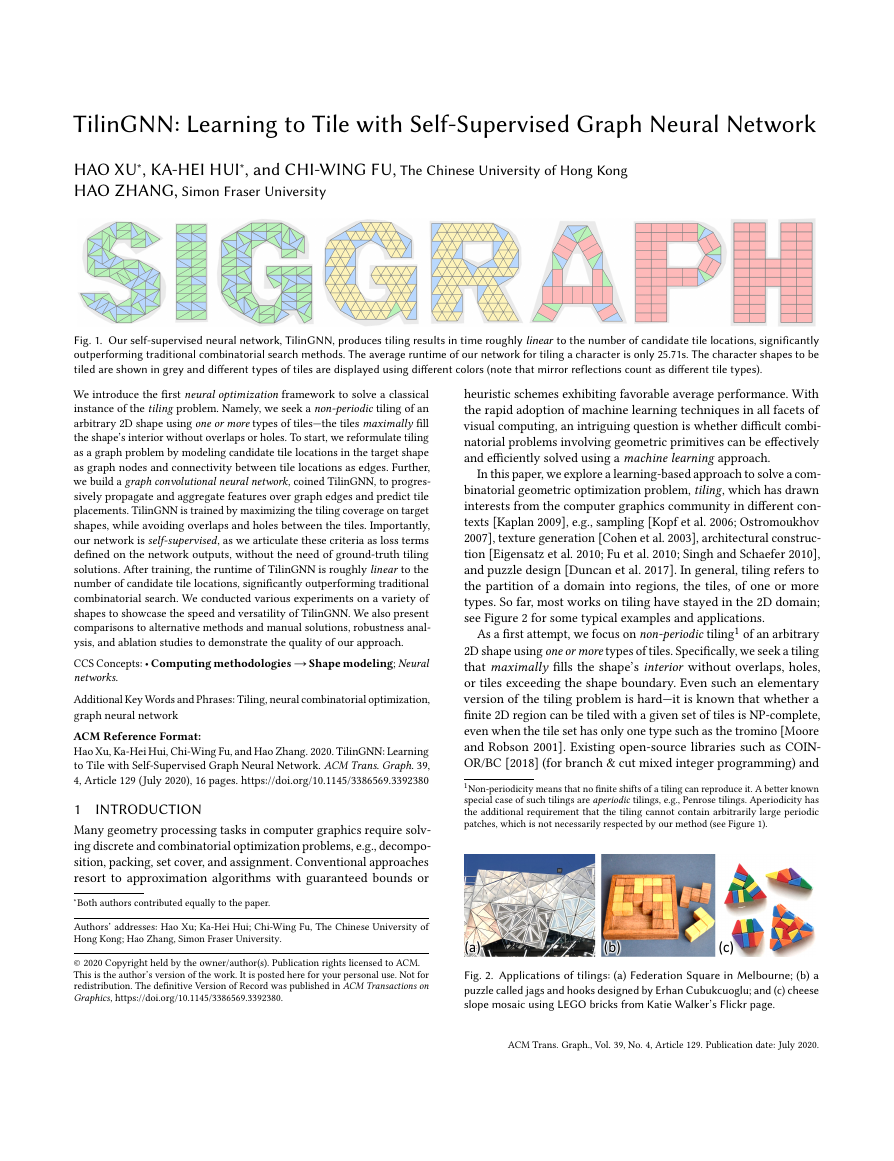 TilinGNN: Learning to Tile with Self-Supervised Graph Neural Network
HAO XU*, KA-HEI HUI*, and CHI-WING FU, The Chinese University of Hong Kong
HAO ZHANG, Simon Fraser University
Fig. 1. Our self-supervised neural network, TilinGNN, produces tiling results in time roughly linear to the number of candidate tile locations, significantly
outperforming traditional combinatorial search methods. The average runtime of our network for tiling a character is only 25.71s. The character shapes to be
tiled are shown in grey and different types of tiles are displayed using different colors (note that mirror reflections count as different tile types).
We introduce the first neural optimization framework to solve a classical
instance of the tiling problem. Namely, we seek a non-periodic tiling of an
arbitrary 2D shape using one or more types of tiles—the tiles maximally fill
the shape's interior without overlaps or holes. To start, we reformulate tiling
as a graph problem by modeling candidate tile locations in the target shape
as graph nodes and connectivity between tile locations as edges. Further,
we build a graph convolutional neural network, coined TilinGNN, to progres-
sively propagate and aggregate features over graph edges and predict tile
placements. TilinGNN is trained by maximizing the tiling coverage on target
shapes, while avoiding overlaps and holes between the tiles. Importantly,
our network is self-supervised, as we articulate these criteria as loss terms
defined on the network outputs, without the need of ground-truth tiling
solutions. After training, the runtime of TilinGNN is roughly linear to the
number of candidate tile locations, significantly outperforming traditional
combinatorial search. We conducted various experiments on a variety of
shapes to showcase the speed and versatility of TilinGNN. We also present
comparisons to alternative methods and manual solutions, robustness anal-
ysis, and ablation studies to demonstrate the quality of our approach.
CCS Concepts: • Computing methodologies → Shape modeling; Neural
networks.
Additional Key Words and Phrases: Tiling, neural combinatorial optimization,
graph neural network
ACM Reference Format:
Hao Xu, Ka-Hei Hui, Chi-Wing Fu, and Hao Zhang. 2020. TilinGNN: Learning
to Tile with Self-Supervised Graph Neural Network. ACM Trans. Graph. 39,
4, Article 129 (July 2020), 16 pages. https://doi.org/10.1145/3386569.3392380
1 INTRODUCTION
Many geometry processing tasks in computer graphics require solv-
ing discrete and combinatorial optimization problems, e.g., decompo-
sition, packing, set cover, and assignment. Conventional approaches
resort to approximation algorithms with guaranteed bounds or
*Both authors contributed equally to the paper.
Authors' addresses: Hao Xu; Ka-Hei Hui; Chi-Wing Fu, The Chinese University of
Hong Kong; Hao Zhang, Simon Fraser University.
© 2020 Copyright held by the owner/author(s). Publication rights licensed to ACM.
This is the author's version of the work. It is posted here for your personal use. Not for
redistribution. The definitive Version of Record was published in ACM Transactions on
Graphics, https://doi.org/10.1145/3386569.3392380.
heuristic schemes exhibiting favorable average performance. With
the rapid adoption of machine learning techniques in all facets of
visual computing, an intriguing question is whether difficult combi-
natorial problems involving geometric primitives can be effectively
and efficiently solved using a machine learning approach.
In this paper, we explore a learning-based approach to solve a com-
binatorial geometric optimization problem, tiling, which has drawn
interests from the computer graphics community in different con-
texts [Kaplan 2009], e.g., sampling [Kopf et al. 2006; Ostromoukhov
2007], texture generation [Cohen et al. 2003], architectural construc-
tion [Eigensatz et al. 2010; Fu et al. 2010; Singh and Schaefer 2010],
and puzzle design [Duncan et al. 2017]. In general, tiling refers to
the partition of a domain into regions, the tiles, of one or more
types. So far, most works on tiling have stayed in the 2D domain;
see Figure 2 for some typical examples and applications.
As a first attempt, we focus on non-periodic tiling1 of an arbitrary
2D shape using one or more types of tiles. Specifically, we seek a tiling
that maximally fills the shape's interior without overlaps, holes,
or tiles exceeding the shape boundary. Even such an elementary
version of the tiling problem is hard—it is known that whether a
finite 2D region can be tiled with a given set of tiles is NP-complete,
even when the tile set has only one type such as the tromino [Moore
and Robson 2001]. Existing open-source libraries such as COIN-
OR/BC [2018] (for branch & cut mixed integer programming) and
1Non-periodicity means that no finite shifts of a tiling can reproduce it. A better known
special case of such tilings are aperiodic tilings, e.g., Penrose tilings. Aperiodicity has
the additional requirement that the tiling cannot contain arbitrarily large periodic
patches, which is not necessarily respected by our method (see Figure 1).
(a) (b) (c)
Fig. 2. Applications of tilings: (a) Federation Square in Melbourne; (b) a
puzzle called jags and hooks designed by Erhan Cubukcuoglu; and (c) cheese
slope mosaic using LEGO bricks from Katie Walker's Flickr page.
ACM Trans. Graph., Vol. 39, No. 4, Article 129. Publication date: July 2020.